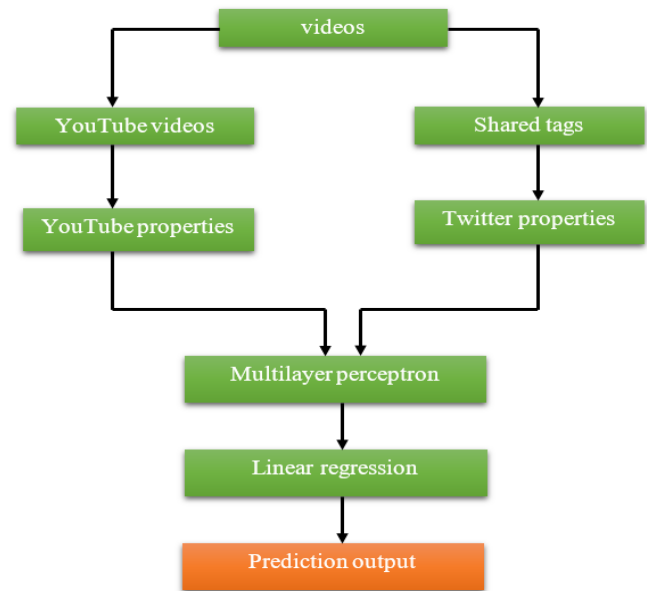 videos
YouTube videos
Shared tags
YouTube properties
Twitter properties
Multilayer perceptron
Linear regression
Prediction output